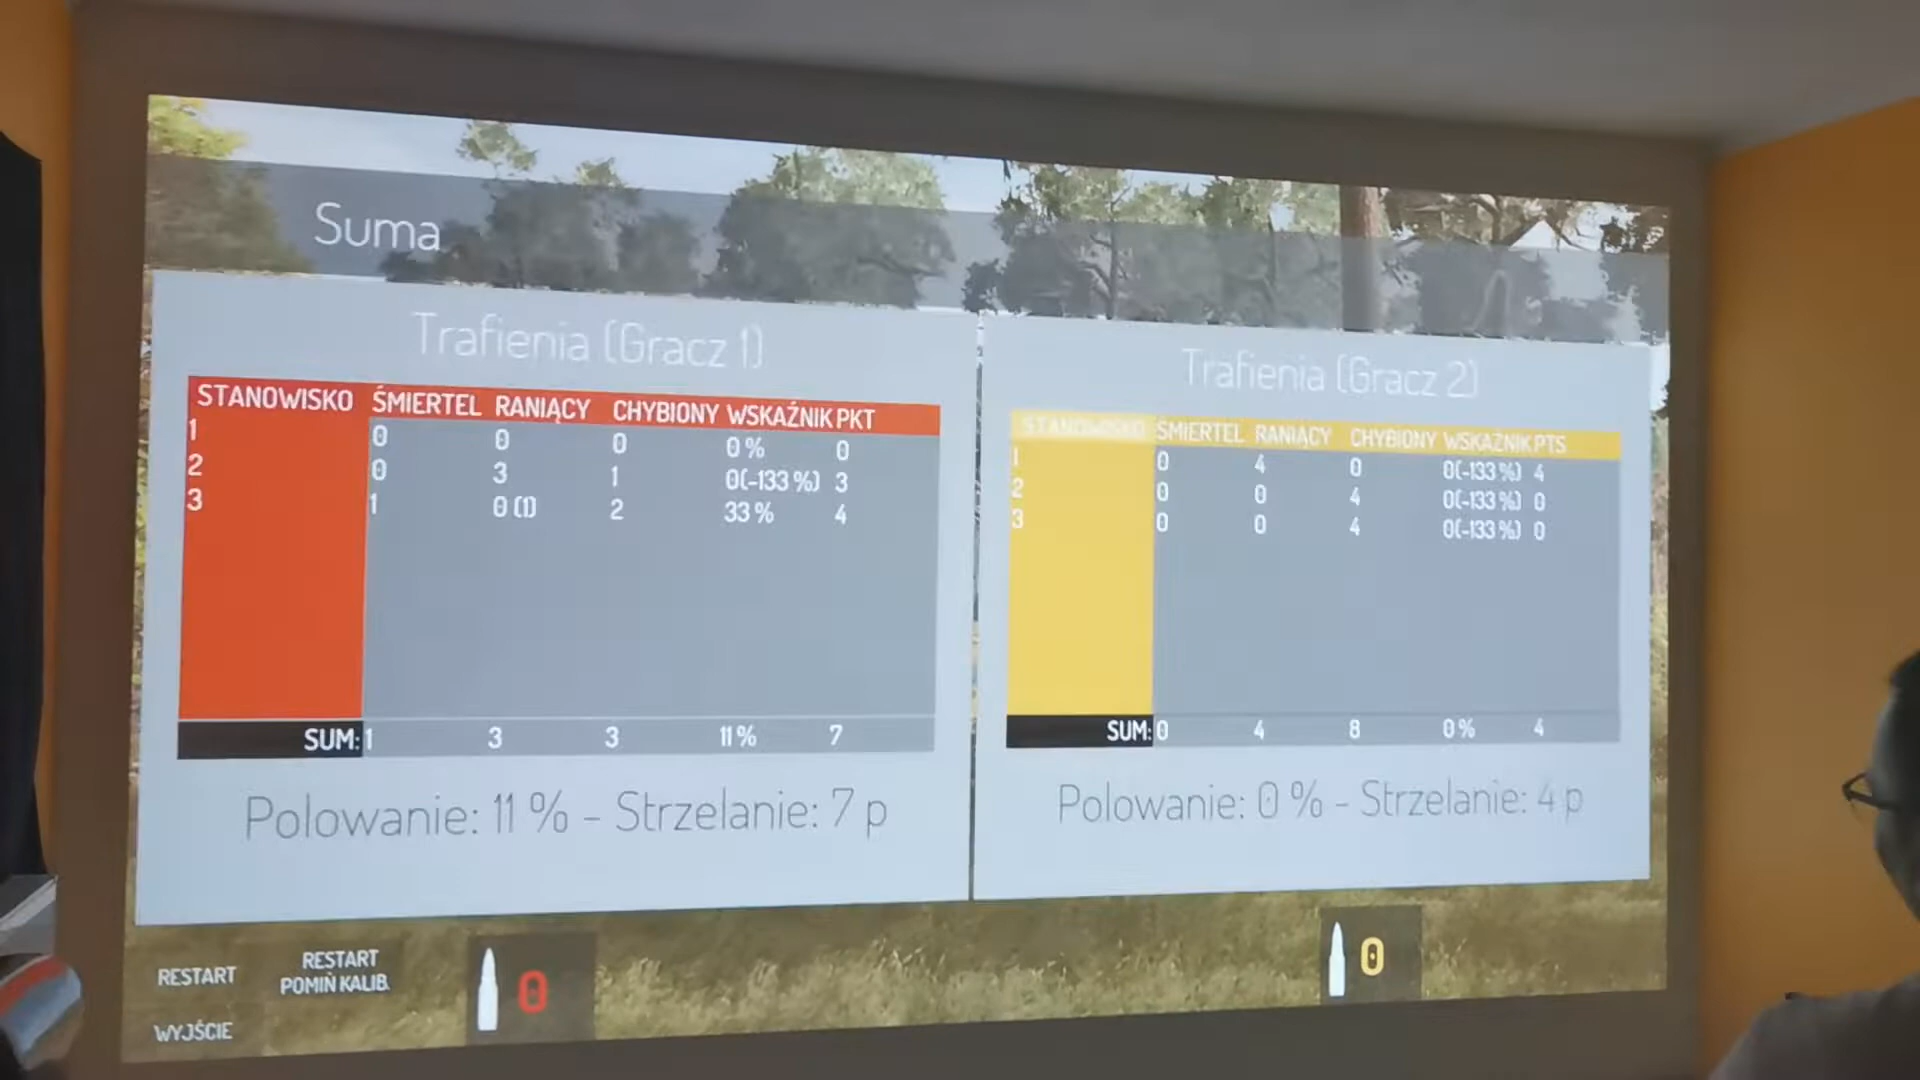 Suma
Trafienia (Gracz 1)
STANOWISKO ŚMIERTEL RANIĄCY CHYBIONY WSKAŹNIK PKT
1 0 0 0 0 % 0
2 0 3 1 0(-133 %) 3
3 1 0 (1) 2 33 % 4
SUM: 1 3 3 11 % 7
Polowanie: 11 % - Strzelanie: 7 p
Trafienia (Gracz 2)
STANOWISKO ŚMIERTEL RANIĄCY CHYBIONY WSKAŹNIK PTS
1 0 4 0 0(-133 %) 4
2 0 0 4 0(-133 %) 0
3 0 0 4 0(-133 %) 0
SUM: 0 4 8 0 % 4
Polowanie: 0 % - Strzelanie: 4 p
RESTART
RESTART
POMIŃ KALIB.
WYJŚCIE
0
0